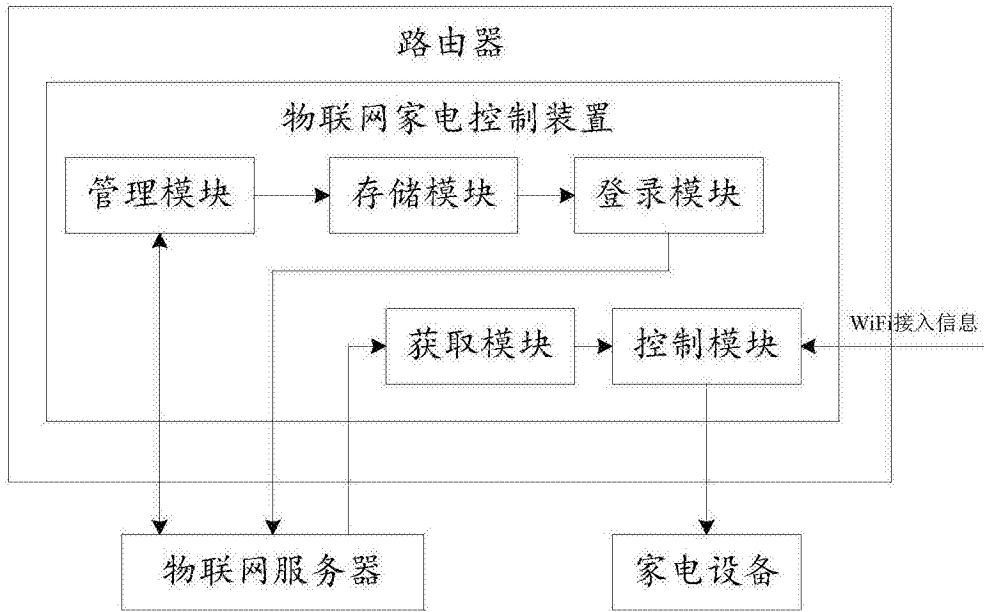 路由器
物联网家电控制装置
管理模块
存储模块
登录模块
获取模块
控制模块
WiFi接入信息
物联网服务器
家电设备